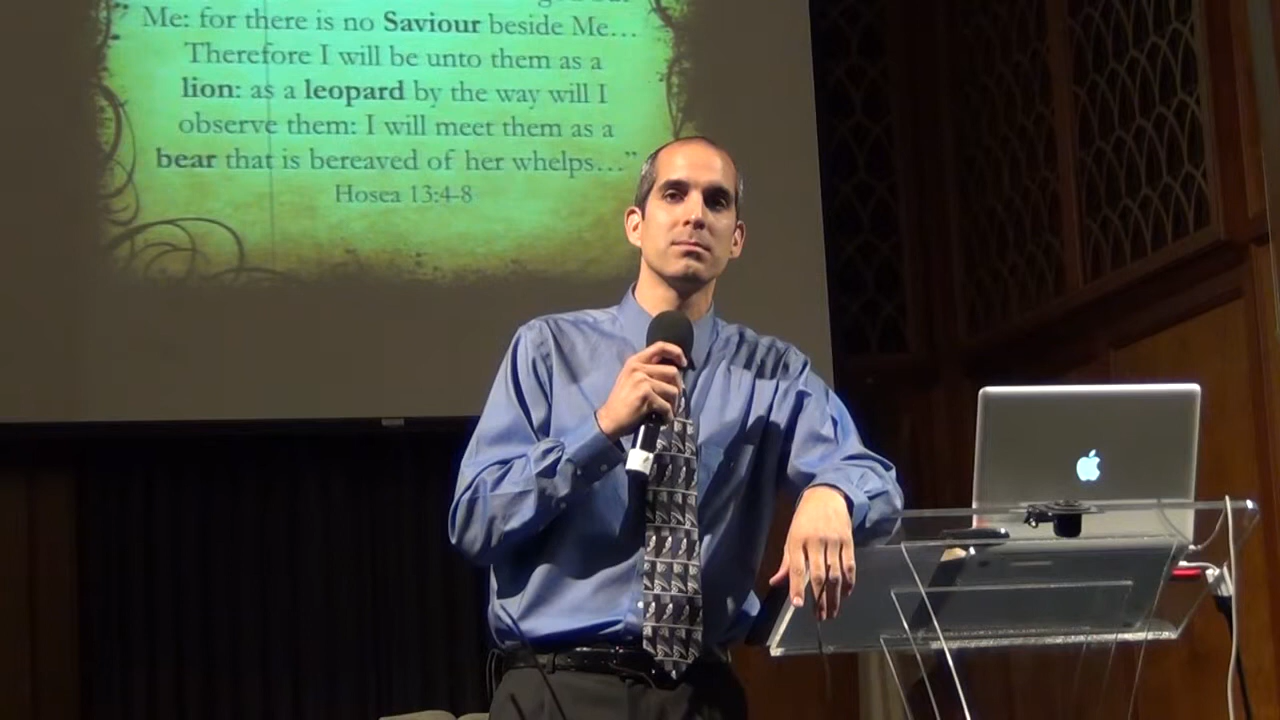 Me: for there is no Saviour beside Me…
Therefore I will be unto them as a
lion: as a leopard by the way will I
observe them: I will meet them as a
bear that is bereaved of her whelps…”
Hosea 13:4-8